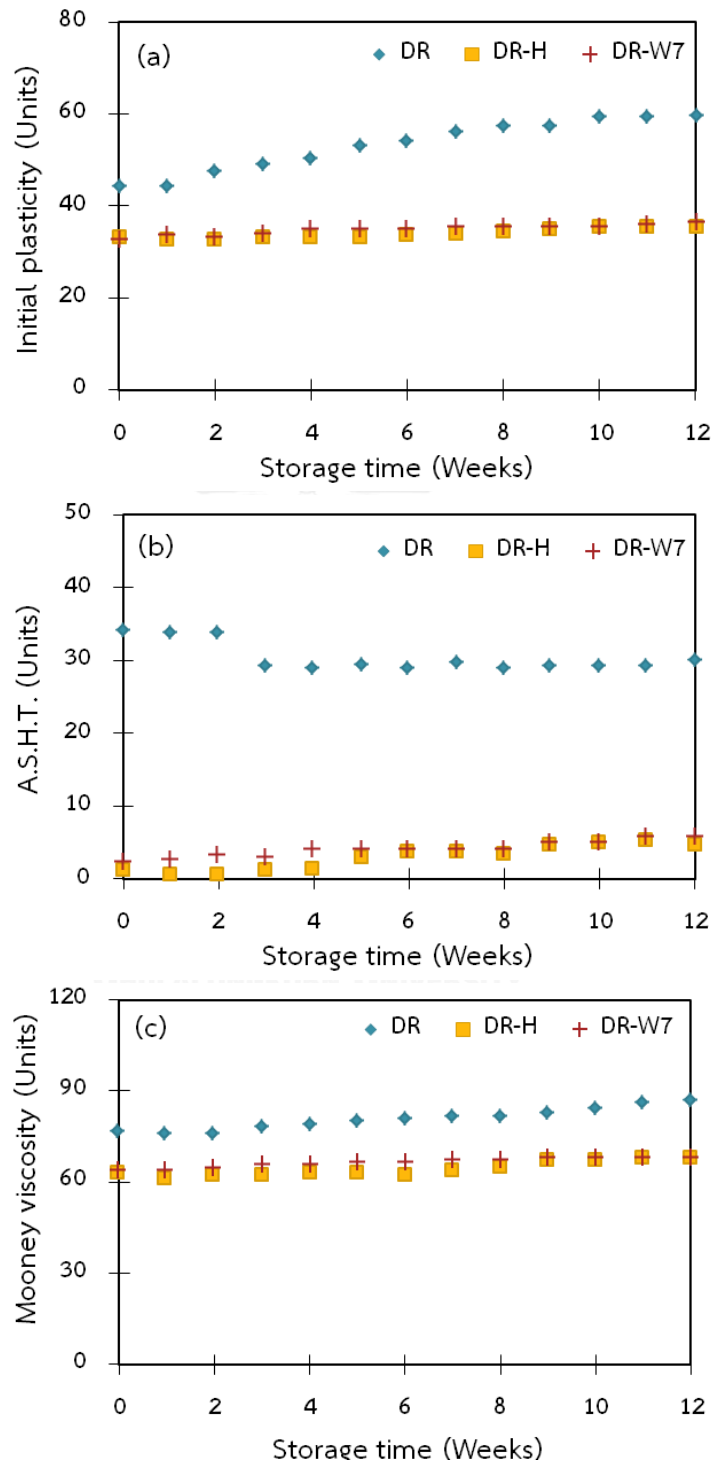 80
(a)
DR
DR-H
DR-W7
60
40
20
0
Initial plasticity (Units)
0 2 4 6 8 10 12
Storage time (Weeks)
50
(b)
DR
DR-H
DR-W7
40
30
20
10
0
A.S.H.T. (Units)
0 2 4 6 8 10 12
Storage time (Weeks)
120
(c)
DR
DR-H
DR-W7
90
60
30
0
Mooney viscosity (Units)
0 2 4 6 8 10 12
Storage time (Weeks)